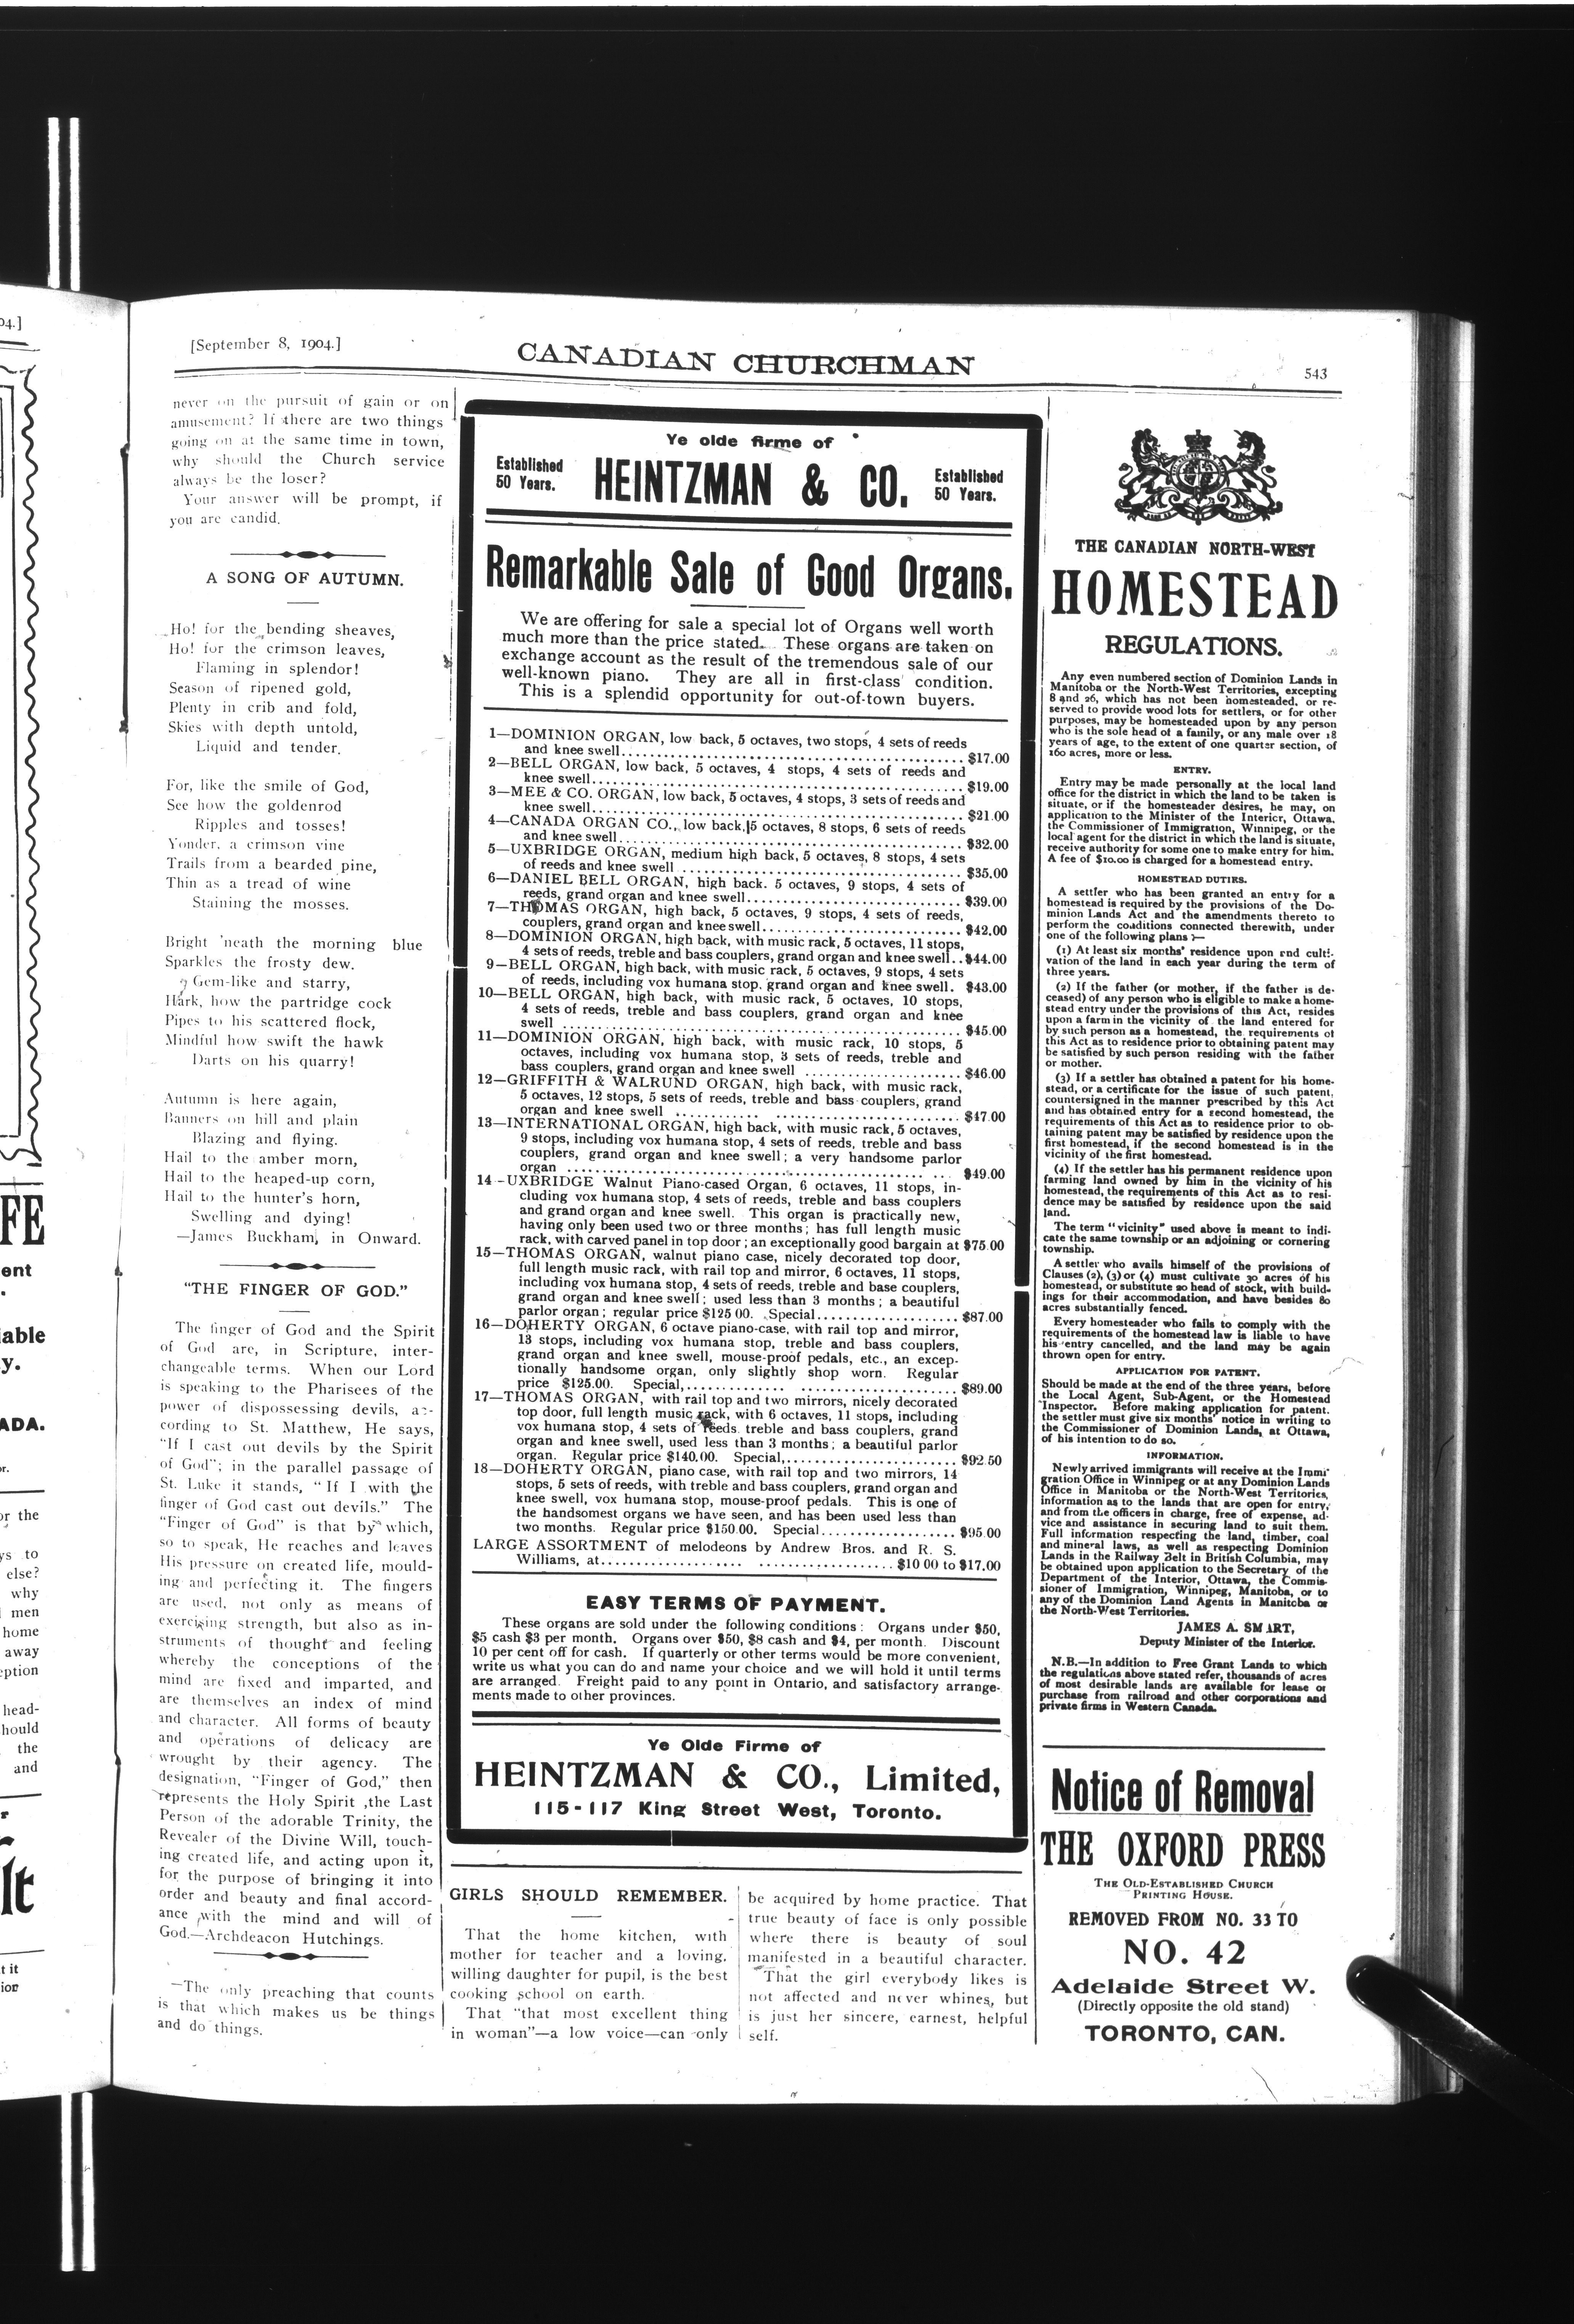 [September 8, 1904.]
CANADIAN CHURCHMAN
543
never on the pursuit of gain or on
amusement? If there are two things
going on at the same time in town,
why should the Church service
always be the loser?
Your answer will be prompt, if
you are candid.
A SONG OF AUTUMN.
Ho! for the bending sheaves,
Ho! for the crimson leaves,
Flaming in splendor!
Season of ripened gold,
Plenty in crib and fold,
Skies with depth untold,
Liquid and tender.
For, like the smile of God,
See how the goldenrod
Ripples and tosses!
Yonder, a crimson vine
Trails from a bearded pine,
Thin as a tread of wine
Staining the mosses.
Bright 'neath the morning blue
Sparkles the frosty dew.
Gem-like and starry,
Hark, how the partridge cock
Pipes to his scattered flock,
Mindful how swift the hawk
Darts on his quarry!
Autumn is here again,
Banners on hill and plain
Blazing and flying.
Hail to the amber morn,
Hail to the heaped-up corn,
Hail to the hunter's horn,
Swelling and dying!
—James Buckham, in Onward.
"THE FINGER OF GOD."
The finger of God and the Spirit
of God are, in Scripture, inter-
changeable terms. When our Lord
is speaking to the Pharisees of the
power of dispossessing devils, ac-
cording to St. Matthew, He says,
"If I cast out devils by the Spirit
of God"; in the parallel passage of
St. Luke it stands, "If I with the
finger of God cast out devils." The
"Finger of God" is that by which,
so to speak, He reaches and leaves
His pressure on created life, mould-
ing and perfecting it. The fingers
are used, not only as means of
exercising strength, but also as in-
struments of thought and feeling
whereby the conceptions of the
mind are fixed and imparted, and
are themselves an index of mind
and character. All forms of beauty
and operations of delicacy are
wrought by their agency. The
designation, "Finger of God," then
represents the Holy Spirit ,the Last
Person of the adorable Trinity, the
Revealer of the Divine Will, touch-
ing created life, and acting upon it,
for the purpose of bringing it into
order and beauty and final accord-
ance with the mind and will of
God.—Archdeacon Hutchings.
—The only preaching that counts
is that which makes us be things
and do things.
Ye olde firme of
Established
50 Years.
HEINTZMAN & CO.
Established
50 Years.
Remarkable Sale of Good Organs.
We are offering for sale a special lot of Organs well worth
much more than the price stated. These organs are taken on
exchange account as the result of the tremendous sale of our
well-known piano. They are all in first-class condition.
This is a splendid opportunity for out-of-town buyers.
1—DOMINION ORGAN, low back, 5 octaves, two stops, 4 sets of reeds
and knee swell.......... $17.00
2—BELL ORGAN, low back, 5 octaves, 4 stops, 4 sets of reeds and
knee swell.......... $19.00
3—MEE & CO. ORGAN, low back, 5 octaves, 4 stops, 3 sets of reeds and
knee swell.......... $21.00
4—CANADA ORGAN CO., low back, 5 octaves, 8 stops, 6 sets of reeds
and knee swell.......... $32.00
5—UXBRIDGE ORGAN, medium high back, 5 octaves, 8 stops, 4 sets
of reeds and knee swell .......... $35.00
6—DANIEL BELL ORGAN, high back. 5 octaves, 9 stops, 4 sets of
reeds, grand organ and knee swell.......... $39.00
7—THOMAS ORGAN, high back, 5 octaves, 9 stops, 4 sets of reeds,
couplers, grand organ and knee swell.......... $42.00
8—DOMINION ORGAN, high back, with music rack, 5 octaves, 11 stops,
4 sets of reeds, treble and bass couplers, grand organ and knee swell.. $44.00
9—BELL ORGAN, high back, with music rack, 5 octaves, 9 stops, 4 sets
of reeds, including vox humana stop. grand organ and knee swell. $43.00
10—BELL ORGAN, high back, with music rack, 5 octaves, 10 stops,
4 sets of reeds, treble and bass couplers, grand organ and knee
swell .......... $45.00
11—DOMINION ORGAN, high back, with music rack, 10 stops, 5
octaves, including vox humana stop, 3 sets of reeds, treble and
bass couplers, grand organ and knee swell .......... $46.00
12—GRIFFITH & WALRUND ORGAN, high back, with music rack,
5 octaves, 12 stops, 5 sets of reeds, treble and bass couplers, grand
organ and knee swell .......... $47.00
13—INTERNATIONAL ORGAN, high back, with music rack, 5 octaves,
9 stops, including vox humana stop, 4 sets of reeds, treble and bass
couplers, grand organ and knee swell; a very handsome parlor
organ .......... $49.00
14-UXBRIDGE Walnut Piano-cased Organ, 6 octaves, 11 stops, in-
cluding vox humana stop, 4 sets of reeds, treble and bass couplers
and grand organ and knee swell. This organ is practically new,
having only been used two or three months; has full length music
rack, with carved panel in top door; an exceptionally good bargain at $75.00
15—THOMAS ORGAN, walnut piano case, nicely decorated top door,
full length music rack, with rail top and mirror, 6 octaves, 11 stops,
including vox humana stop, 4 sets of reeds, treble and base couplers,
grand organ and knee swell; used less than 3 months; a beautiful
parlor organ; regular price $125 00. Special.......... $87.00
16—DOHERTY ORGAN, 6 octave piano-case, with rail top and mirror,
13 stops, including vox humana stop, treble and bass couplers,
grand organ and knee swell, mouse-proof pedals, etc., an excep-
tionally handsome organ, only slightly shop worn. Regular
price $125.00. Special,.......... $89.00
17—THOMAS ORGAN, with rail top and two mirrors, nicely decorated
top door, full length music rack, with 6 octaves, 11 stops, including
vox humana stop, 4 sets of reeds. treble and bass couplers, grand
organ and knee swell, used less than 3 months; a beautiful parlor
organ. Regular price $140.00. Special,.......... $92 50
18—DOHERTY ORGAN, piano case, with rail top and two mirrors, 14
stops, 5 sets of reeds, with treble and bass couplers, grand organ and
knee swell, vox humana stop, mouse-proof pedals. This is one of
the handsomest organs we have seen, and has been used less than
two months. Regular price $150.00. Special.......... $95 00
LARGE ASSORTMENT of melodeons by Andrew Bros. and R. S.
Williams, at.......... $10 00 to $17.00
EASY TERMS OF PAYMENT.
These organs are sold under the following conditions: Organs under $50,
$5 cash $3 per month. Organs over $50, $8 cash and $4, per month. Discount
10 per cent off for cash. If quarterly or other terms would be more convenient,
write us what you can do and name your choice and we will hold it until terms
are arranged. Freight paid to any point in Ontario, and satisfactory arrange-
ments made to other provinces.
Ye Olde Firme of
HEINTZMAN & CO., Limited,
115-117 King Street West, Toronto.
GIRLS SHOULD REMEMBER.
That the home kitchen, with
mother for teacher and a loving,
willing daughter for pupil, is the best
cooking school on earth.
That "that most excellent thing
in woman"—a low voice—can only
be acquired by home practice. That
true beauty of face is only possible
where there is beauty of soul
manifested in a beautiful character.
That the girl everybody likes is
not affected and never whines, but
is just her sincere, earnest, helpful
self.
THE CANADIAN NORTH-WEST
HOMESTEAD
REGULATIONS.
Any even numbered section of Dominion Lands in
Manitoba or the North-West Territories, excepting
8 and 26, which has not been homesteaded, or re-
served to provide wood lots for settlers, or for other
purposes, may be homesteaded upon by any person
who is the sole head of a family, or any male over 18
years of age, to the extent of one quarter section, of
160 acres, more or less.
ENTRY.
Entry may be made personally at the local land
office for the district in which the land to be taken is
situate, or if the homesteader desires, he may, on
application to the Minister of the Interior, Ottawa,
the Commissioner of Immigration, Winnipeg, or the
local agent for the district in which the land is situate,
receive authority for some one to make entry for him.
A fee of $10.00 is charged for a homestead entry.
HOMESTEAD DUTIES.
A settler who has been granted an entry for a
homestead is required by the provisions of the Do-
minion Lands Act and the amendments thereto to
perform the conditions connected therewith, under
one of the following plans:—
(1) At least six months' residence upon and culti-
vation of the land in each year during the term of
three years.
(2) If the father (or mother, if the father is de-
ceased) of any person who is eligible to make a home-
stead entry under the provisions of this Act, resides
upon a farm in the vicinity of the land entered for
by such person as a homestead, the requirements of
this Act as to residence prior to obtaining patent may
be satisfied by such person residing with the father
or mother.
(3) If a settler has obtained a patent for his home-
stead, or a certificate for the issue of such patent,
countersigned in the manner prescribed by this Act
and has obtained entry for a second homestead, the
requirements of this Act as to residence prior to ob-
taining patent may be satisfied by residence upon the
first homestead, if the second homestead is in the
vicinity of the first homestead.
(4) If the settler has his permanent residence upon
farming land owned by him in the vicinity of his
homestead, the requirements of this Act as to resi-
dence may be satisfied by residence upon the said
land.
The term "vicinity" used above is meant to indi-
cate the same township or an adjoining or cornering
township.
A settler who avails himself of the provisions of
Clauses (2), (3) or (4) must cultivate 30 acres of his
homestead, or substitute 20 head of stock, with build-
ings for their accommodation, and have besides 80
acres substantially fenced.
Every homesteader who fails to comply with the
requirements of the homestead law is liable to have
his entry cancelled, and the land may be again
thrown open for entry.
APPLICATION FOR PATENT.
Should be made at the end of the three years, before
the Local Agent, Sub-Agent, or the Homestead
Inspector. Before making application for patent.
the settler must give six months' notice in writing to
the Commissioner of Dominion Lands, at Ottawa,
of his intention to do so.
INFORMATION.
Newly arrived immigrants will receive at the Immi-
gration Office in Winnipeg or at any Dominion Lands
Office in Manitoba or the North-West Territories,
information as to the lands that are open for entry,
and from the officers in charge, free of expense, ad-
vice and assistance in securing land to suit them.
Full information respecting the land, timber, coal
and mineral laws, as well as respecting Dominion
Lands in the Railway Belt in British Columbia, may
be obtained upon application to the Secretary of the
Department of the Interior, Ottawa, the Commis-
sioner of Immigration, Winnipeg, Manitoba, or to
any of the Dominion Land Agents in Manitoba or
the North-West Territories.
JAMES A. SMART,
Deputy Minister of the Interior.
N.B.—In addition to Free Grant Lands to which
the regulations above stated refer, thousands of acres
of most desirable lands are available for lease or
purchase from railroad and other corporations and
private firms in Western Canada.
Notice of Removal
THE OXFORD PRESS
THE OLD-ESTABLISHED CHURCH
PRINTING HOUSE.
REMOVED FROM NO. 33 TO
NO. 42
Adelaide Street W.
(Directly opposite the old stand)
TORONTO, CAN.